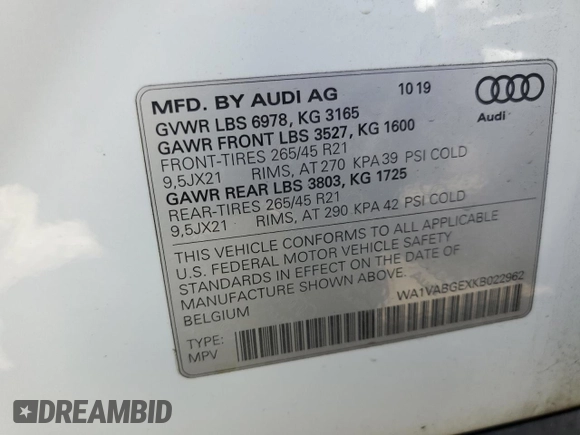 MFD. BY AUDI AG 10 19
GVWR LBS 6978, KG 3165
GAWR FRONT LBS 3527, KG 1600
FRONT-TIRES 265/45 R21
9,5JX21 RIMS, AT 270 KPA 39 PSI COLD
GAWR REAR LBS 3803, KG 1725
REAR-TIRES 265/45 R21
9,5JX21 RIMS, AT 290 KPA 42 PSI COLD
Audi
THIS VEHICLE CONFORMS TO ALL APPLICABLE
U.S. FEDERAL MOTOR VEHICLE SAFETY
STANDARDS IN EFFECT ON THE DATE OF
MANUFACTURE SHOWN ABOVE.
BELGIUM
WA1VABGEXKB022962
TYPE:
MPV
DREAMBID